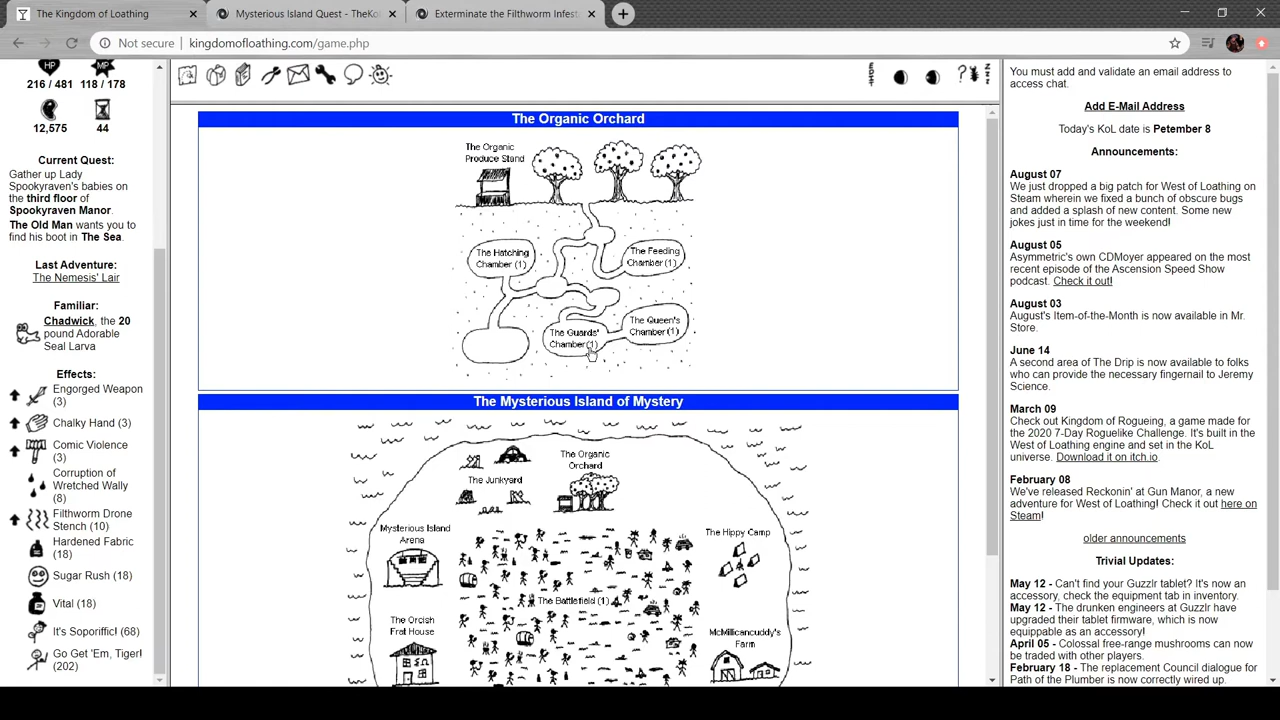 The Kingdom of Loathing
Mysterious Island Quest - TheKo
Exterminate the Filthworm Infest
Not secure
kingdomofloathing.com/game.php
HP
MP
216 / 481
118 / 178
12,575
44
Current Quest:
Gather up Lady
Spookyraven's babies on
the third floor of
Spookyraven Manor.
The Old Man wants you to
find his boot in The Sea.
Last Adventure:
The Nemesis' Lair
Familiar:
Chadwick, the 20
pound Adorable
Seal Larva
Effects:
Engorged Weapon
(3)
Chalky Hand (3)
Comic Violence
(3)
Corruption of
Wretched Wally
(8)
Filthworm Drone
Stench (10)
Hardened Fabric
(18)
Sugar Rush (18)
Vital (18)
It's Soporiffic! (68)
Go Get 'Em, Tiger!
(202)
The Organic Orchard
The Organic
Produce Stand
The Hatching
Chamber (1)
The Feeding
Chamber (1)
The Guards'
Chamber (1)
The Queen's
Chamber (1)
The Mysterious Island of Mystery
The Organic
Orchard
The Junkyard
Mysterious Island
Arena
The Hippy Camp
The Battlefield (1)
The Orcish
Frat House
McMillicancuddy's
Farm
You must add and validate an email address to
access chat.
Add E-Mail Address
Today's KoL date is Petember 8
Announcements:
August 07
We just dropped a big patch for West of Loathing on
Steam wherein we fixed a bunch of obscure bugs
and added a splash of new content. Some new
jokes just in time for the weekend!
August 05
Asymmetric's own CDMoyer appeared on the most
recent episode of the Ascension Speed Show
podcast. Check it out!
August 03
August's Item-of-the-Month is now available in Mr.
Store.
June 14
A second area of The Drip is now available to folks
who can provide the necessary fingernail to Jeremy
Science.
March 09
Check out Kingdom of Rogueing, a game made for
the 2020 7-Day Roguelike Challenge. It's built in the
West of Loathing engine and set in the KoL
universe. Download it on itch io.
February 08
We've released Reckonin' at Gun Manor, a new
adventure for West of Loathing! Check it out here on
Steam!
older announcements
Trivial Updates:
May 12 - Can't find your Guzzlr tablet? It's now an
accessory, check the equipment tab in inventory.
May 12 - The drunken engineers at Guzzlr have
upgraded their tablet firmware, which is now
equippable as an accessory!
April 05 - Colossal free-range mushrooms can now
be traded with other players.
February 18 - The replacement Council dialogue for
Path of the Plumber is now correctly wired up.